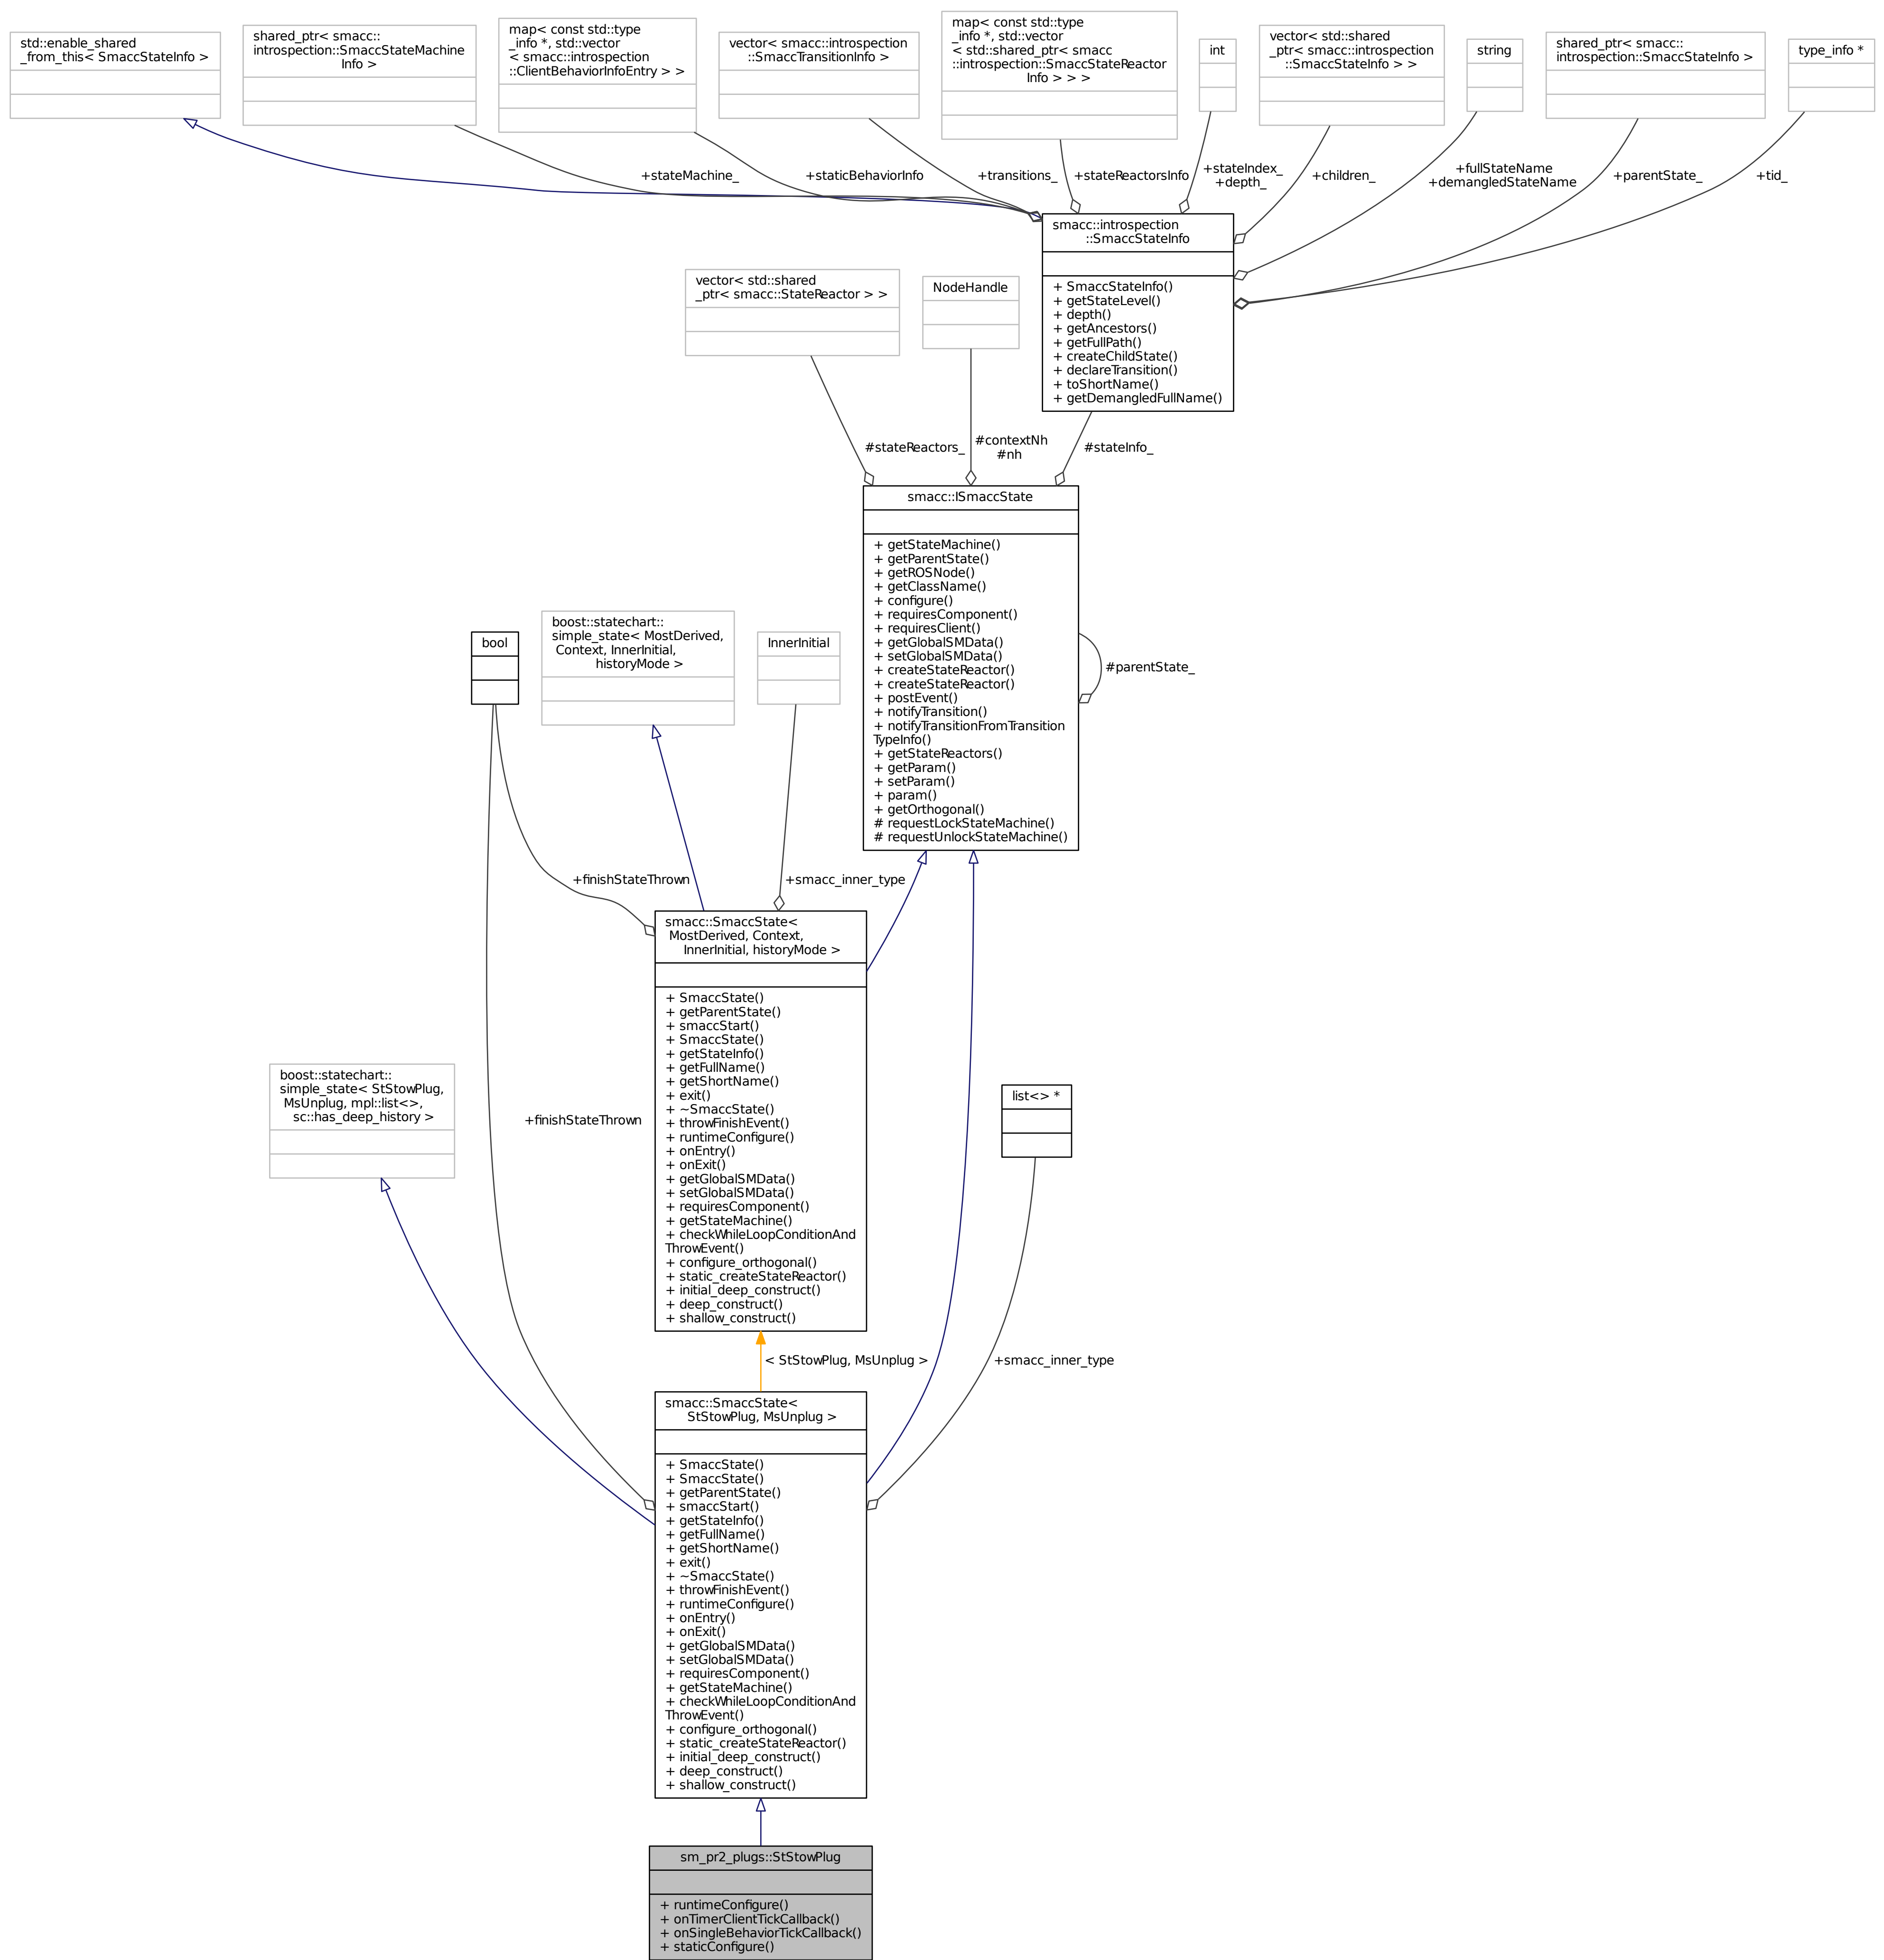 std::enable_shared
_from_this< SmaccStateInfo >
shared_ptr< smacc::
introspection::SmaccStateMachine
Info >
map< const std::type
_info *, std::vector
< smacc::introspection
::ClientBehaviorInfoEntry > >
vector< smacc::introspection
::SmaccTransitionInfo >
map< const std::type
_info *, std::vector
< std::shared_ptr< smacc
::introspection::SmaccStateReactor
Info > > >
int
vector< std::shared
_ptr< smacc::introspection
::SmaccStateInfo > >
string
shared_ptr< smacc::
introspection::SmaccStateInfo >
type_info *
+stateMachine_
+staticBehaviorInfo
+transitions_
+stateReactorsInfo
+stateIndex_
+depth_
+children_
+fullStateName
+demangledStateName
+parentState_
+tid_
smacc::introspection
::SmaccStateInfo
+ SmaccStateInfo()
+ getStateLevel()
+ depth()
+ getAncestors()
+ getFullPath()
+ createChildState()
+ declareTransition()
+ toShortName()
+ getDemangledFullName()
vector< std::shared
_ptr< smacc::StateReactor > >
NodeHandle
#stateReactors_
#contextNh
#nh
#stateInfo_
smacc::ISmaccState
+ getStateMachine()
+ getParentState()
+ getROSNode()
+ getClassName()
+ configure()
+ requiresComponent()
+ requiresClient()
+ getGlobalSMData()
+ setGlobalSMData()
+ createStateReactor()
+ createStateReactor()
+ postEvent()
+ notifyTransition()
+ notifyTransitionFromTransition
TypeInfo()
+ getStateReactors()
+ getParam()
+ setParam()
+ param()
+ getOrthogonal()
# requestLockStateMachine()
# requestUnlockStateMachine()
#parentState_
bool
boost::statechart::
simple_state< MostDerived,
Context, InnerInitial,
historyMode >
InnerInitial
+finishStateThrown
+smacc_inner_type
smacc::SmaccState<
MostDerived, Context,
InnerInitial, historyMode >
+ SmaccState()
+ getParentState()
+ smaccStart()
+ SmaccState()
+ getStateInfo()
+ getFullName()
+ getShortName()
+ exit()
+ ~SmaccState()
+ throwFinishEvent()
+ runtimeConfigure()
+ onEntry()
+ onExit()
+ getGlobalSMData()
+ setGlobalSMData()
+ requiresComponent()
+ getStateMachine()
+ checkWhileLoopConditionAnd
ThrowEvent()
+ configure_orthogonal()
+ static_createStateReactor()
+ initial_deep_construct()
+ deep_construct()
+ shallow_construct()
boost::statechart::
simple_state< StStowPlug,
MsUnplug, mpl::list<>,
sc::has_deep_history >
+finishStateThrown
list<> *
< StStowPlug, MsUnplug >
+smacc_inner_type
smacc::SmaccState<
StStowPlug, MsUnplug >
+ SmaccState()
+ SmaccState()
+ getParentState()
+ smaccStart()
+ getStateInfo()
+ getFullName()
+ getShortName()
+ exit()
+ ~SmaccState()
+ throwFinishEvent()
+ runtimeConfigure()
+ onEntry()
+ onExit()
+ getGlobalSMData()
+ setGlobalSMData()
+ requiresComponent()
+ getStateMachine()
+ checkWhileLoopConditionAnd
ThrowEvent()
+ configure_orthogonal()
+ static_createStateReactor()
+ initial_deep_construct()
+ deep_construct()
+ shallow_construct()
sm_pr2_plugs::StStowPlug
+ runtimeConfigure()
+ onTimerClientTickCallback()
+ onSingleBehaviorTickCallback()
+ staticConfigure()